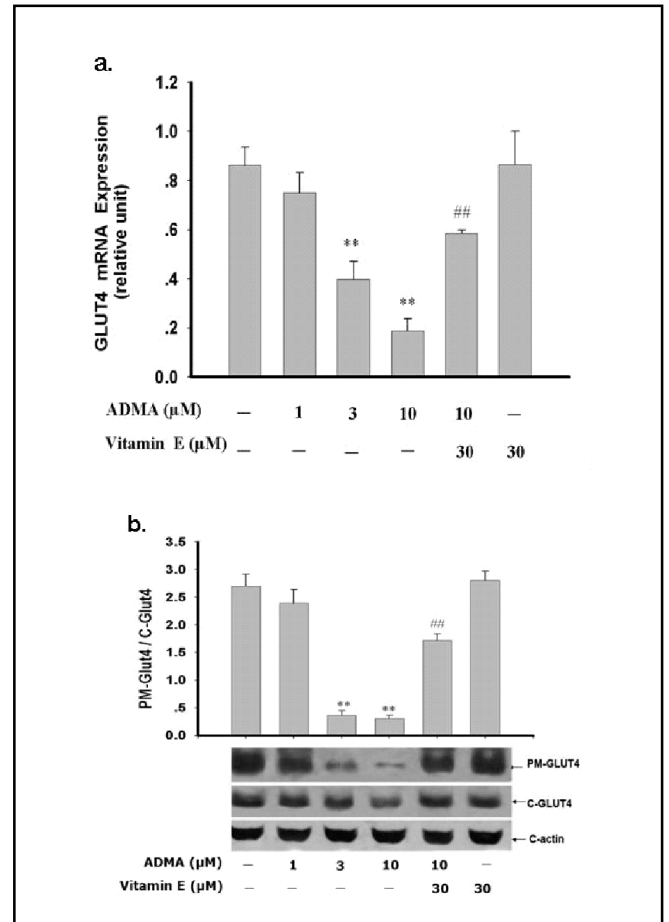 a.
GLUT4 mRNA Expression
(relative unit)
1.2
1.0
.8
.6
.4
.2
0.0
**
**
##
ADMA (µM) — 1 3 10 10 —
Vitamin E (µM) — — — — 30 30
b.
PM-Glut4 / C-Glut4
3.5
3.0
2.5
2.0
1.5
1.0
.5
0.0
**
**
##
PM-GLUT4
C-GLUT4
C-actin
ADMA (µM) — 1 3 10 10 —
Vitamin E (µM) — — — — 30 30